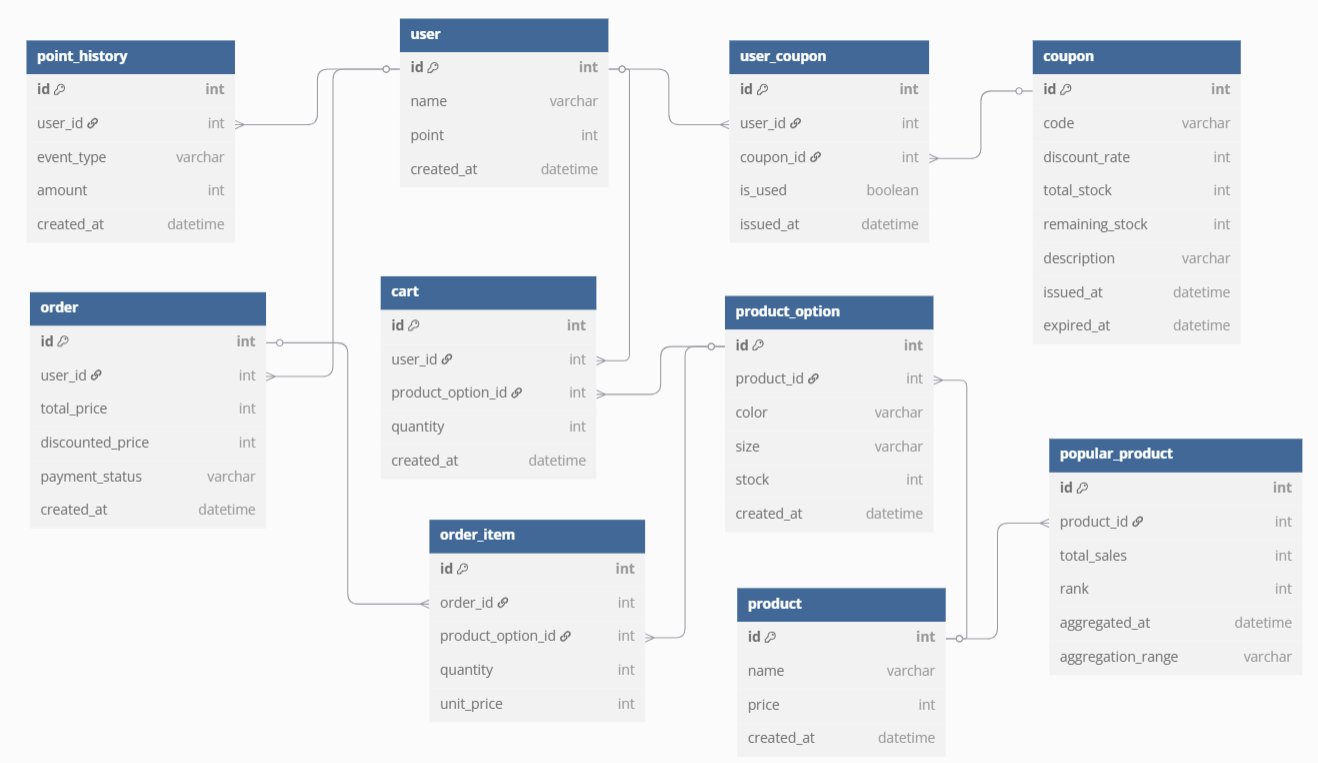 point_history
id int
user_id int
event_type varchar
amount int
created_at datetime
user
id int
name varchar
point int
created_at datetime
user_coupon
id int
user_id int
coupon_id int
is_used boolean
issued_at datetime
coupon
id int
code varchar
discount_rate int
total_stock int
remaining_stock int
description varchar
issued_at datetime
expired_at datetime
order
id int
user_id int
total_price int
discounted_price int
payment_status varchar
created_at datetime
cart
id int
user_id int
product_option_id int
quantity int
created_at datetime
product_option
id int
product_id int
color varchar
size varchar
stock int
created_at datetime
popular_product
id int
product_id int
total_sales int
rank int
aggregated_at datetime
aggregation_range varchar
order_item
id int
order_id int
product_option_id int
quantity int
unit_price int
product
id int
name varchar
price int
created_at datetime